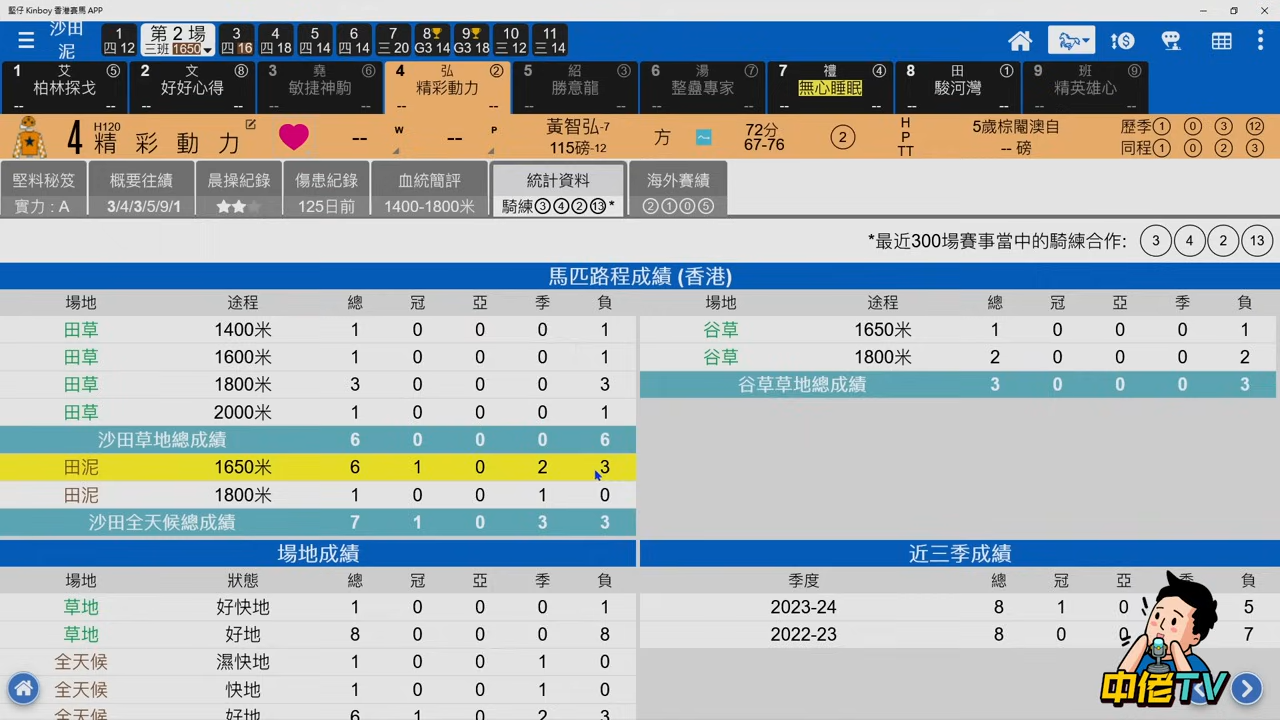 藍仔 Kinboy 香港賽馬 APP
沙田 泥
1 四 12
第 2 場 三班 1650
3 四 16
4 四 18
5 四 14
6 四 14
7 三 20
8 G3 14
9 G3 18
10 三 12
11 三 14
1 艾 ⑤ 柏林探戈 -- --
2 文 ⑧ 好好心得 -- --
3 堯 ⑥ 敏捷神駒 -- --
4 弘 ② 精彩動力 -- --
5 紹 ③ 勝意龍 -- --
6 湯 ⑦ 整蠱專家 -- --
7 禮 ④ 無心睡眠 -- --
8 田 ① 駿河灣 -- --
9 班 ⑨ 精英雄心 -- --
4 H120 精彩動力 -- W -- P
黃智弘-7
115磅-12
方
72分
67-76
②
H
P
TT
5歲棕閹澳自
-- 磅
歷季① ⓪ ③ ⑫
同程① ⓪ ② ③
堅料秘笈 概要往績 晨操紀錄 傷患紀錄 血統簡評 統計資料 海外賽績
實力 : A 3/4/3/5/9/1 ★★★ 125日前 1400-1800米 騎練③④②⑬* ②①⓪⑤
*最近300場賽事當中的騎練合作: ③ ④ ② ⑬
馬匹路程成績 (香港)
場地 途程 總 冠 亞 季 負
田草 1400米 1 0 0 0 1
田草 1600米 1 0 0 0 1
田草 1800米 3 0 0 0 3
田草 2000米 1 0 0 0 1
沙田草地總成績 6 0 0 0 6
田泥 1650米 6 1 0 2 3
田泥 1800米 1 0 0 1 0
沙田全天候總成績 7 1 0 3 3
場地 途程 總 冠 亞 季 負
谷草 1650米 1 0 0 0 1
谷草 1800米 2 0 0 0 2
谷草草地總成績 3 0 0 0 3
場地成績
場地 狀態 總 冠 亞 季 負
草地 好快地 1 0 0 0 1
草地 好地 8 0 0 0 8
全天候 濕快地 1 0 0 1 0
全天候 快地 1 0 0 1 0
全天候 好地 6 1 0 2 3
近三季成績
季度 總 冠 亞 季 負
2023-24 8 1 0 5
2022-23 8 0 0 7
中佬TV